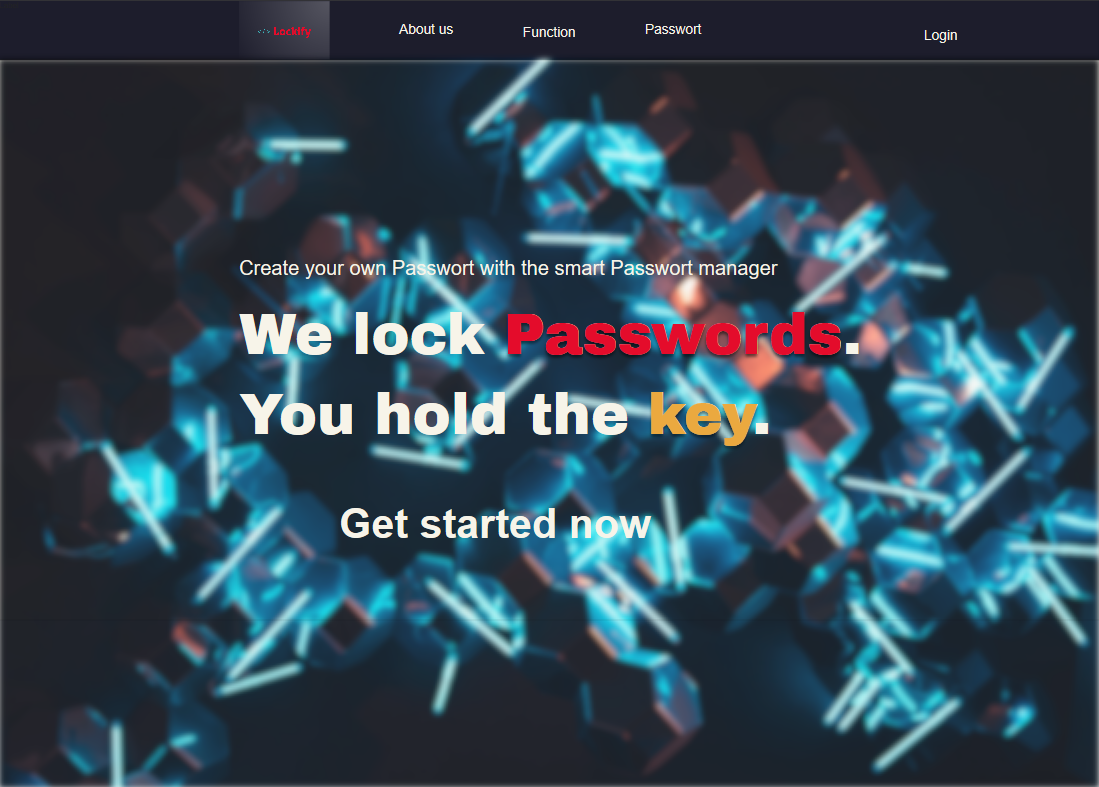 </> Lockify
About us
Function
Passwort
Login
Create your own Passwort with the smart Passwort manager
We lock Passwords.
You hold the key.
Get started now